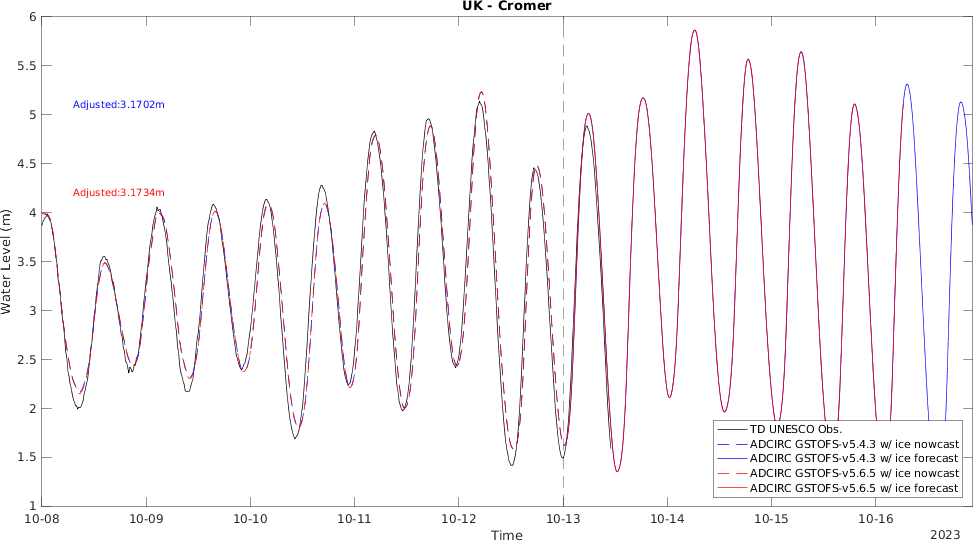 UK - Cromer
6
5.5
5
4.5
4
3.5
3
2.5
2
1.5
1
Water Level (m)
Adjusted:3.1702m
Adjusted:3.1734m
TD UNESCO Obs.
ADCIRC GSTOFS-v5.4.3 w/ ice nowcast
ADCIRC GSTOFS-v5.4.3 w/ ice forecast
ADCIRC GSTOFS-v5.6.5 w/ ice nowcast
ADCIRC GSTOFS-v5.6.5 w/ ice forecast
10-08 10-09 10-10 10-11 10-12 10-13 10-14 10-15 10-16
Time
2023